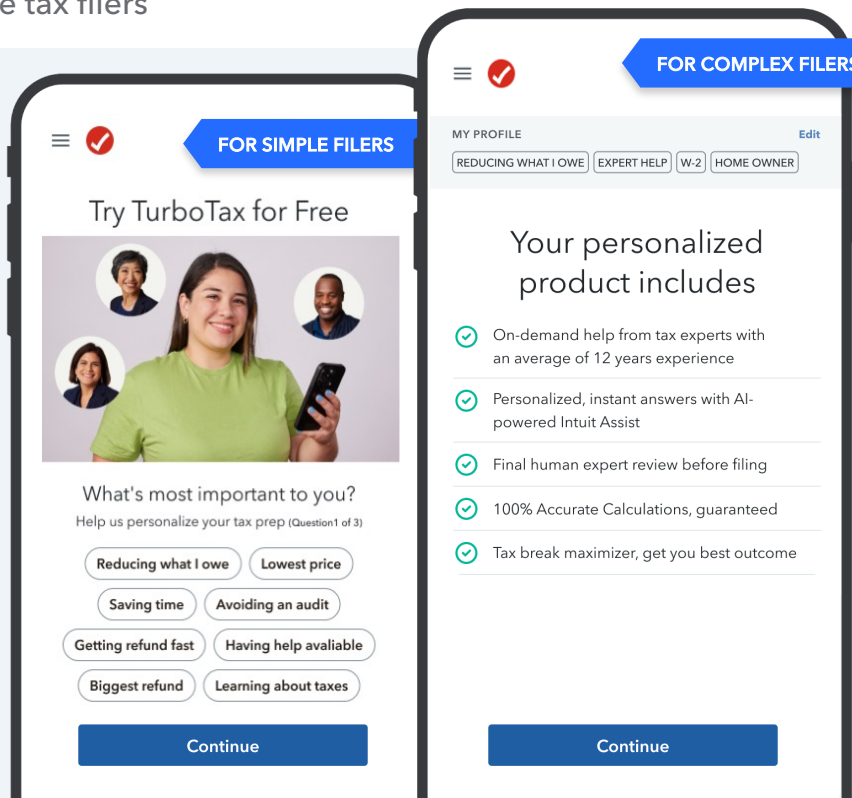 e tax filers
FOR SIMPLE FILERS
Try TurboTax for Free
What's most important to you?
Help us personalize your tax prep (Question1 of 3)
Reducing what I owe
Lowest price
Saving time
Avoiding an audit
Getting refund fast
Having help avaliable
Biggest refund
Learning about taxes
Continue
FOR COMPLEX FILERS
MY PROFILE
Edit
REDUCING WHAT I OWE
EXPERT HELP
W-2
HOME OWNER
Your personalized
product includes
On-demand help from tax experts with
an average of 12 years experience
Personalized, instant answers with AI-
powered Intuit Assist
Final human expert review before filing
100% Accurate Calculations, guaranteed
Tax break maximizer, get you best outcome
Continue